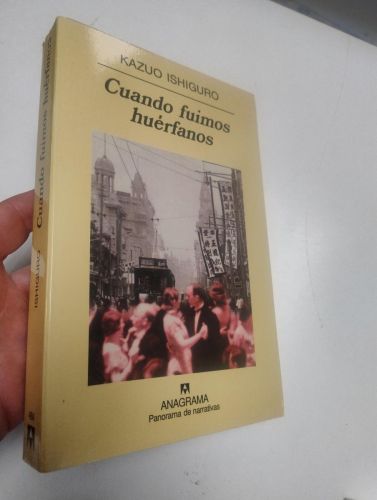 KAZUO ISHIGURO
Cuando fuimos
huérfanos
ANAGRAMA
Panorama de narrativas
ISHIGURO Cuando fuimos huérfanos